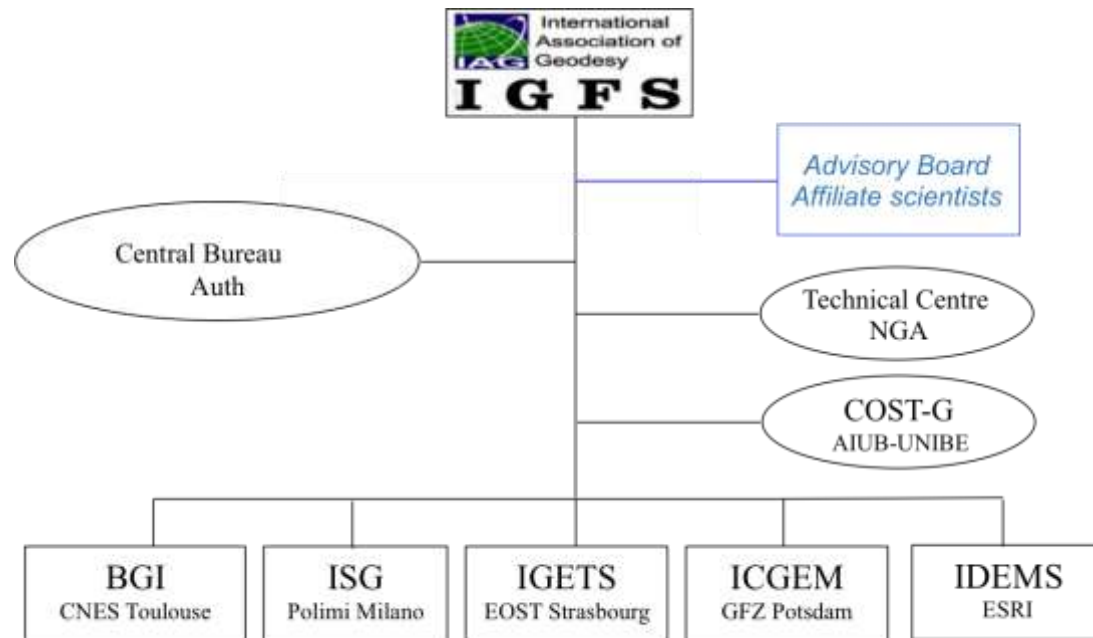 International
Association of
Geodesy
IAG
I G F S
Advisory Board
Affiliate scientists
Central Bureau
Auth
Technical Centre
NGA
COST-G
AIUB-UNIBE
BGI
CNES Toulouse
ISG
Polimi Milano
IGETS
EOST Strasbourg
ICGEM
GFZ Potsdam
IDEMS
ESRI